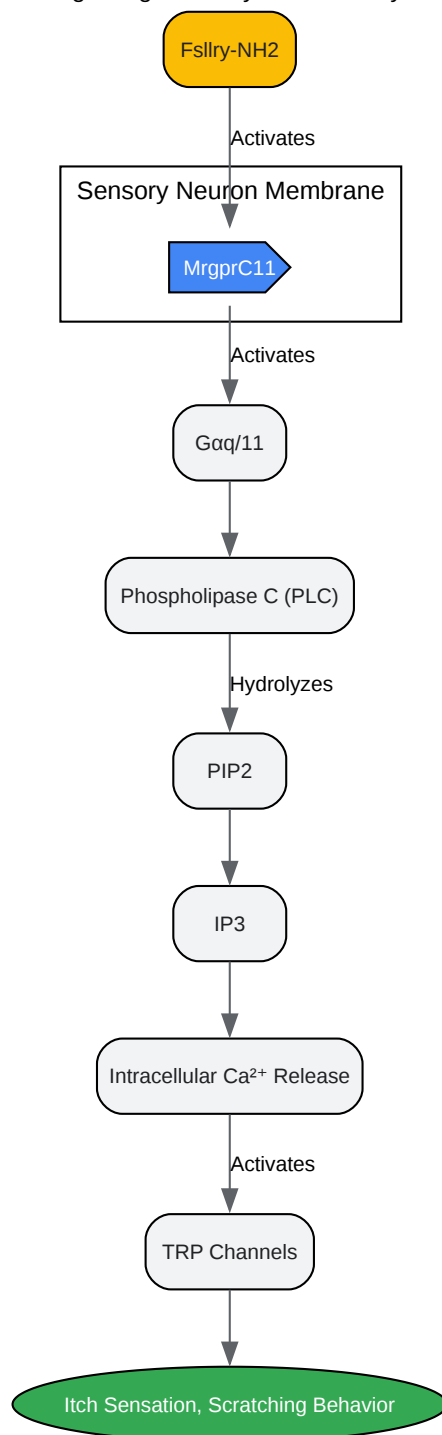 Fsllry-NH2
Activates
Sensory Neuron Membrane
MrgprC11
Activates
Gαq/11
Phospholipase C (PLC)
Hydrolyzes
PIP2
IP3
Intracellular Ca²⁺ Release
Activates
TRP Channels
Itch Sensation, Scratching Behavior